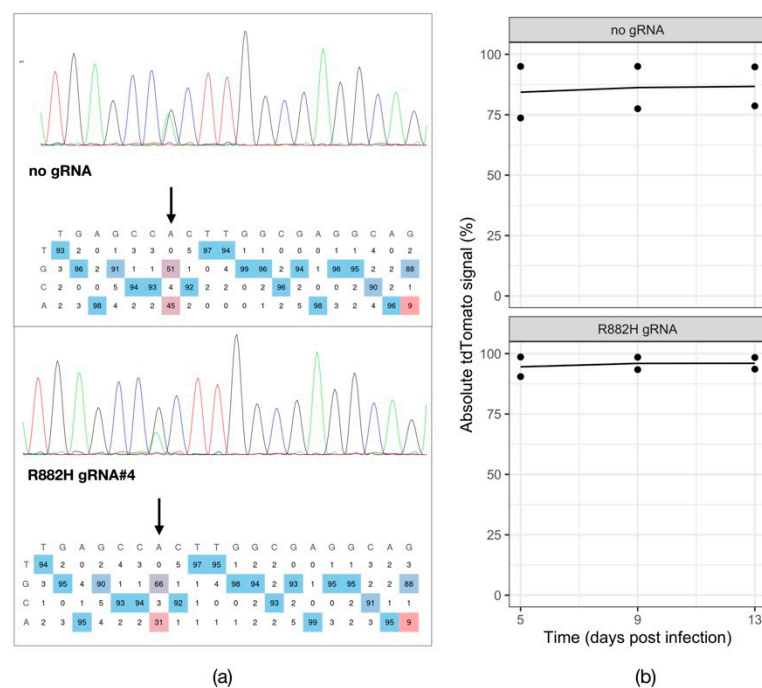 no gRNA
T G A G C C A C T T G G C G A G G C A G
T 93 2 0 1 3 3 0 5 97 94 1 1 0 0 0 1 1 4 0 2
G 3 96 2 91 1 1 51 1 0 4 99 96 2 94 1 96 95 2 2 88
C 2 0 0 5 94 93 4 92 2 2 0 2 96 2 0 0 2 90 2 1
A 2 3 98 4 2 2 45 2 0 0 0 1 2 5 98 3 2 4 96 9
R882H gRNA#4
T G A G C C A C T T G G C G A G G C A G
T 94 2 0 2 4 3 0 5 97 95 1 2 2 0 0 1 1 3 2 3
G 3 95 4 90 1 1 66 1 1 4 98 94 2 93 1 95 95 2 2 88
C 1 0 1 5 93 94 3 92 1 0 0 2 93 2 0 0 2 91 1 1
A 2 3 95 4 2 2 31 1 1 1 1 2 2 5 99 3 2 3 95 9
(a)
Absolute tdTomato signal (%)
no gRNA
100
75
50
25
0
R882H gRNA
100
75
50
25
0
5 9 13
Time (days post infection)
(b)